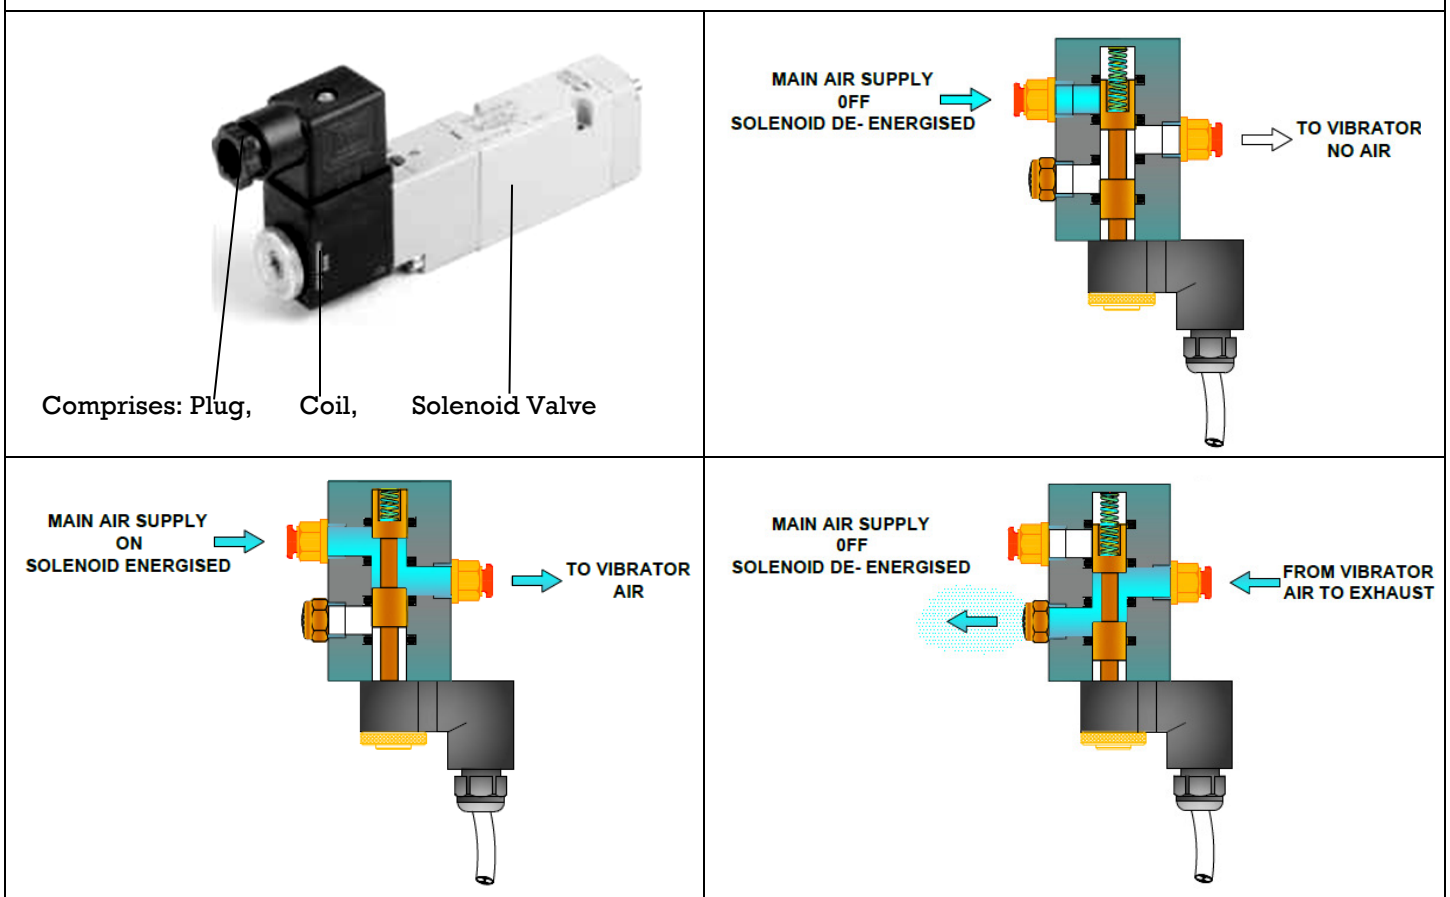 Comprises: Plug, Coil, Solenoid Valve
MAIN AIR SUPPLY
0FF
SOLENOID DE- ENERGISED
TO VIBRATOR
NO AIR
MAIN AIR SUPPLY
ON
SOLENOID ENERGISED
TO VIBRATOR
AIR
MAIN AIR SUPPLY
0FF
SOLENOID DE- ENERGISED
FROM VIBRATOR
AIR TO EXHAUST